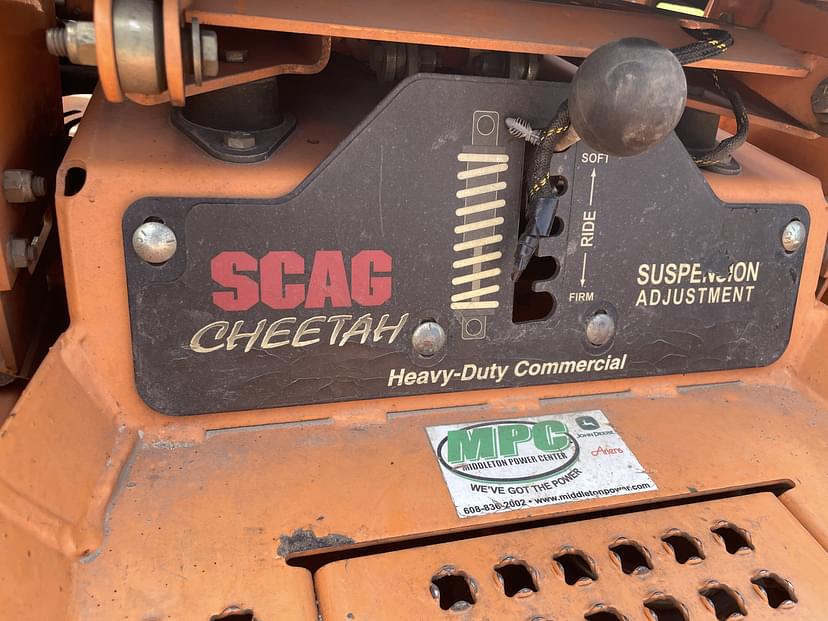 SOFT
RIDE
FIRM
SUSPENSION
ADJUSTMENT
SCAG
CHEETAH
Heavy-Duty Commercial
MPC
MIDDLETON POWER CENTER
WE'VE GOT THE POWER
608-836-2002 • www.middletonpower.com
JOHN DEERE
Ariens